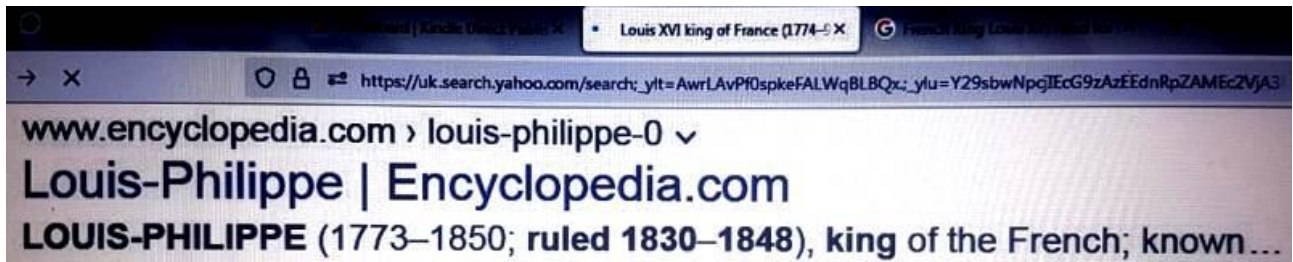 Louis XVI king of France (1774–9
https://uk.search.yahoo.com/search;_ylt=AwrLAvPf0spkeFALWqBLBQx.;_ylu=Y29sbwNpcjIEcG9zAzEEdnRpZAMEc2VjA3
www.encyclopedia.com › louis-philippe-0
Louis-Philippe | Encyclopedia.com
LOUIS-PHILIPPE (1773–1850; ruled 1830–1848), king of the French; known...